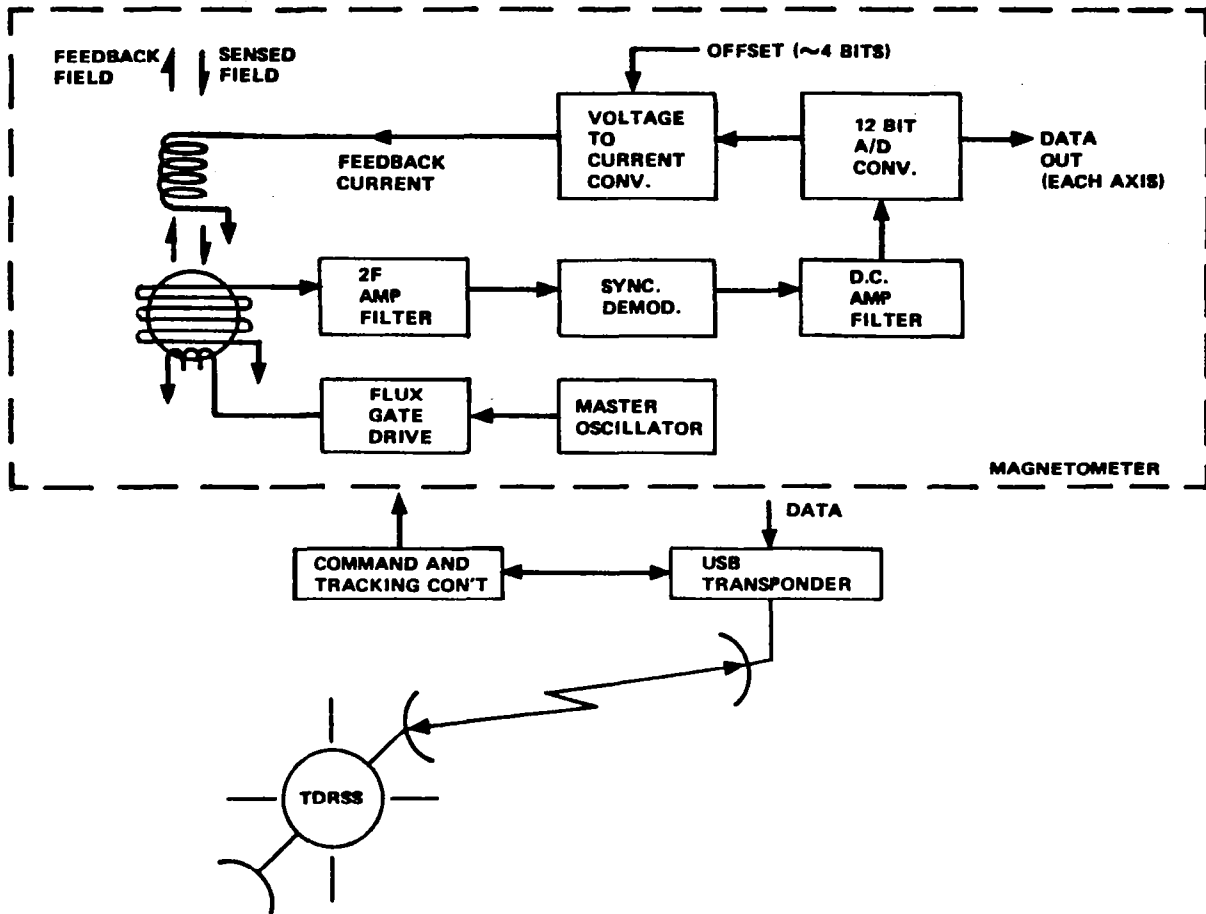 FEEDBACK
FIELD
SENSED
FIELD
OFFSET (~4 BITS)
VOLTAGE
TO
CURRENT
CONV.
12 BIT
A/D
CONV.
DATA
OUT
(EACH AXIS)
FEEDBACK
CURRENT
2F
AMP
FILTER
SYNC.
DEMOD.
D.C.
AMP
FILTER
FLUX
GATE
DRIVE
MASTER
OSCILLATOR
MAGNETOMETER
DATA
COMMAND AND
TRACKING CON'T
USB
TRANSPONDER
TDRSS